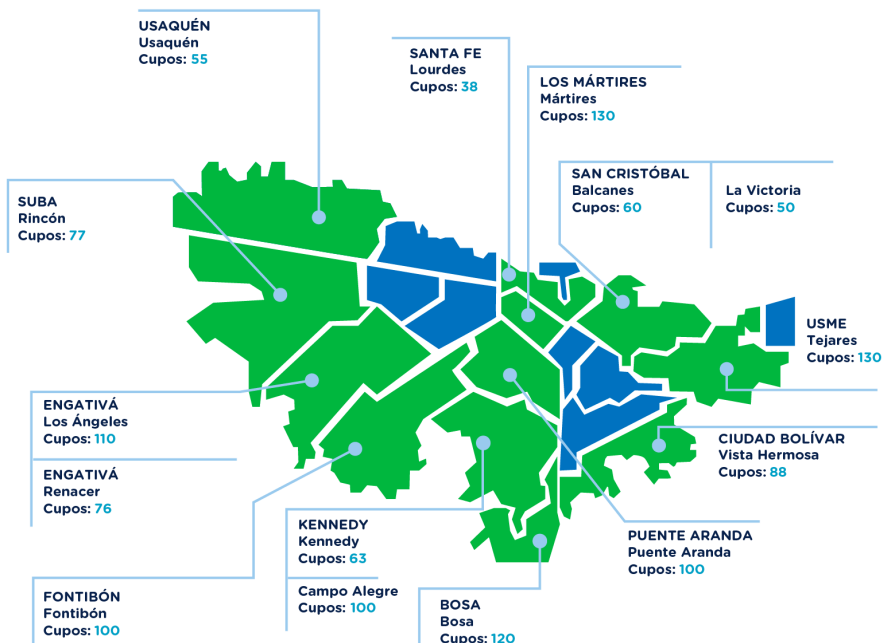 USAQUÉN
Usaquén
Cupos: 55
SANTA FE
Lourdes
Cupos: 38
LOS MÁRTIRES
Mártires
Cupos: 130
SAN CRISTÓBAL
Balcanes
Cupos: 60
La Victoria
Cupos: 50
SUBA
Rincón
Cupos: 77
USME
Tejares
Cupos: 130
ENGATIVÁ
Los Ángeles
Cupos: 110
ENGATIVÁ
Renacer
Cupos: 76
CIUDAD BOLÍVAR
Vista Hermosa
Cupos: 88
KENNEDY
Kennedy
Cupos: 63
Campo Alegre
Cupos: 100
PUENTE ARANDA
Puente Aranda
Cupos: 100
FONTIBÓN
Fontibón
Cupos: 100
BOSA
Bosa
Cupos: 120